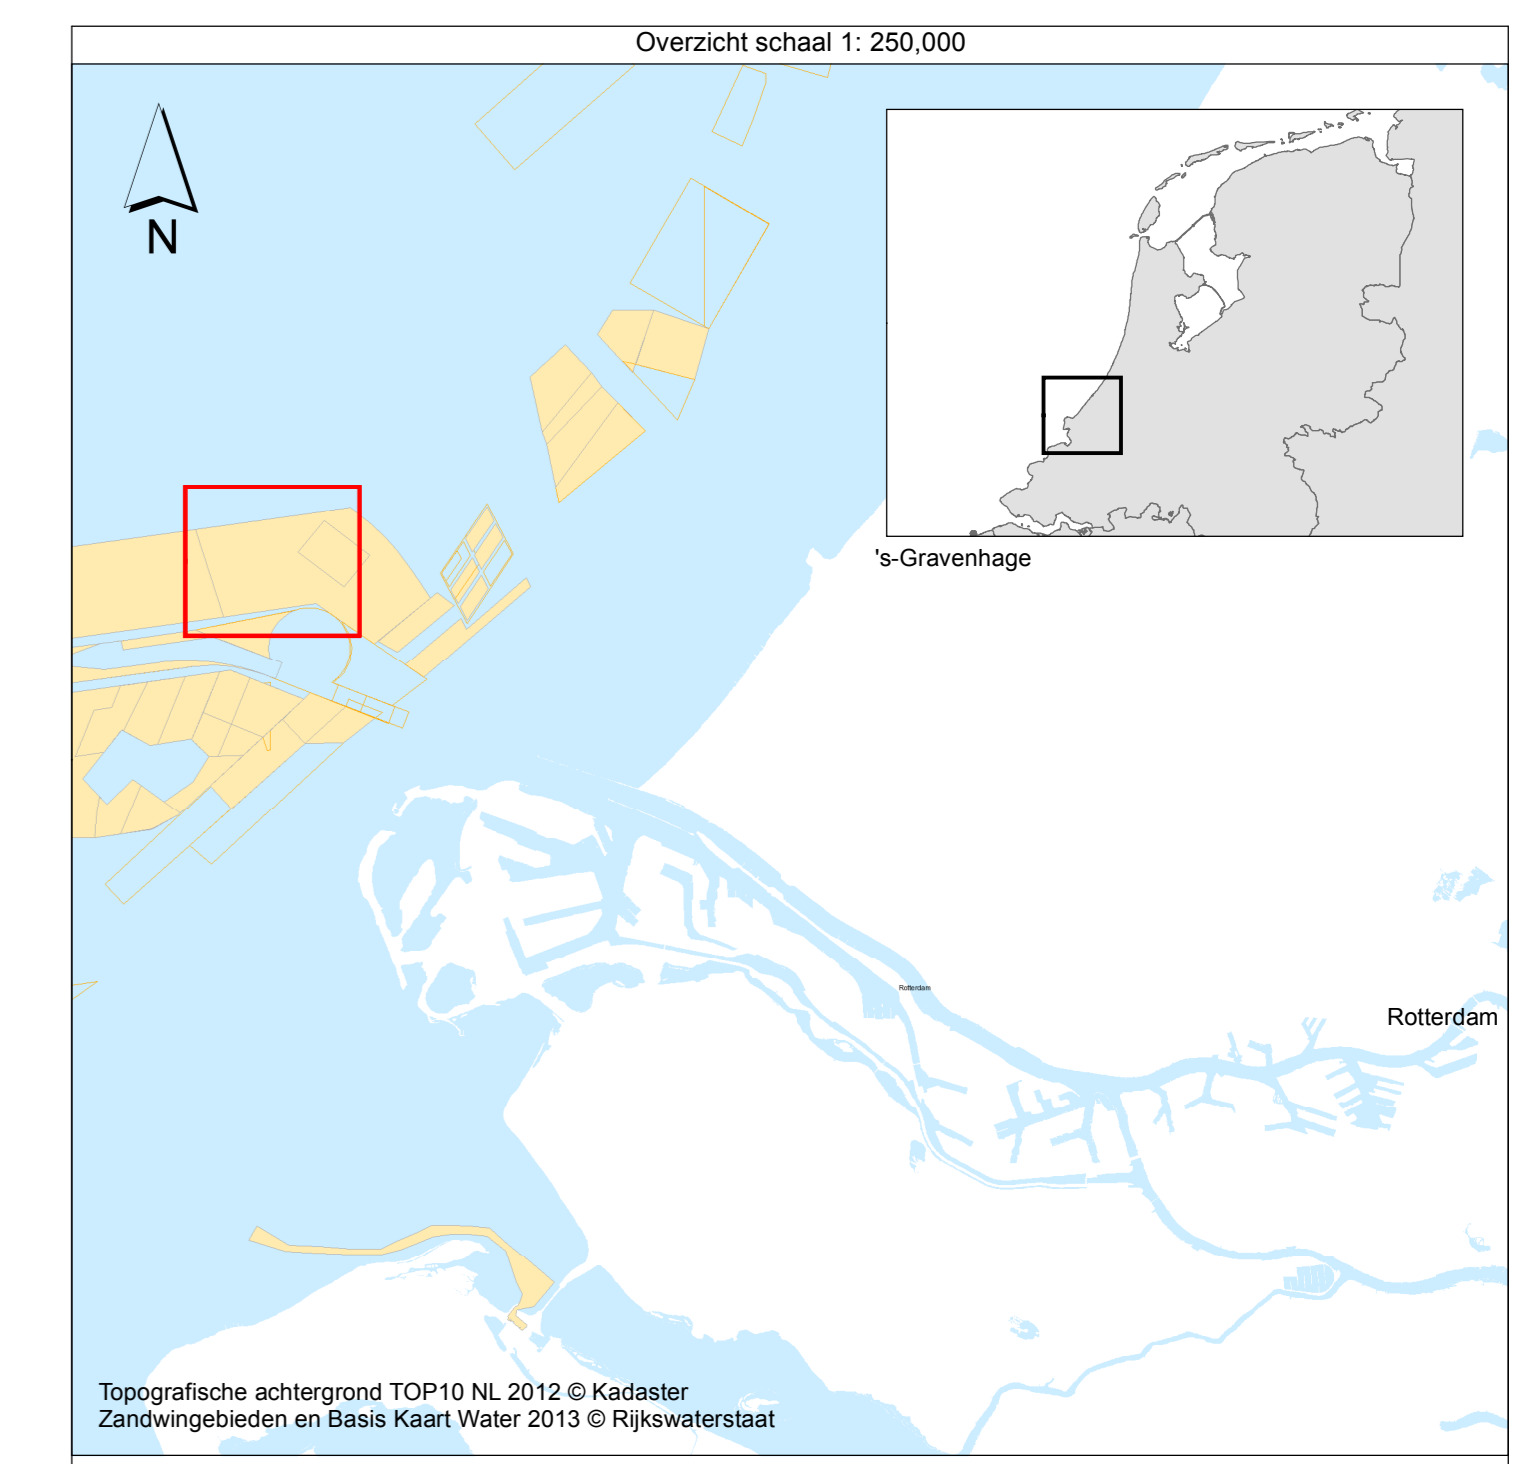 Overzicht schaal 1: 250,000
N
's-Gravenhage
Rotterdam
Rotterdam
Topografische achtergrond TOP10 NL 2012 © Kadaster
Zandwingebieden en Basis Kaart Water 2013 © Rijkswaterstaat